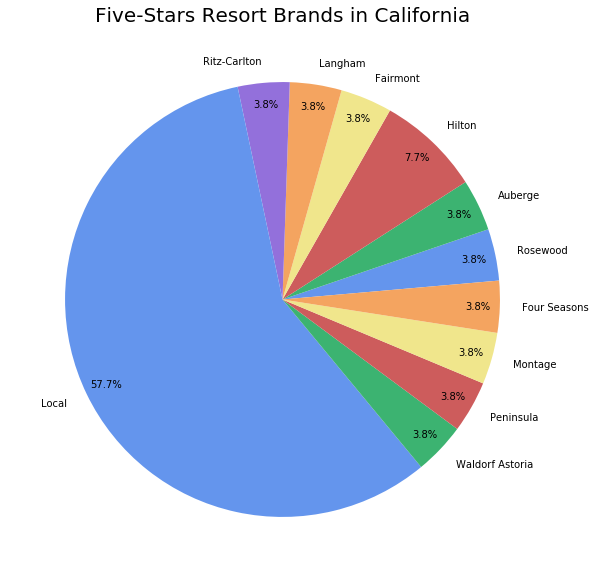 Five-Stars Resort Brands in California
Ritz-Carlton
Langham
Fairmont
Hilton
Auberge
Rosewood
Four Seasons
Montage
Peninsula
Waldorf Astoria
Local
3.8%
3.8%
3.8%
7.7%
3.8%
3.8%
3.8%
3.8%
3.8%
3.8%
57.7%